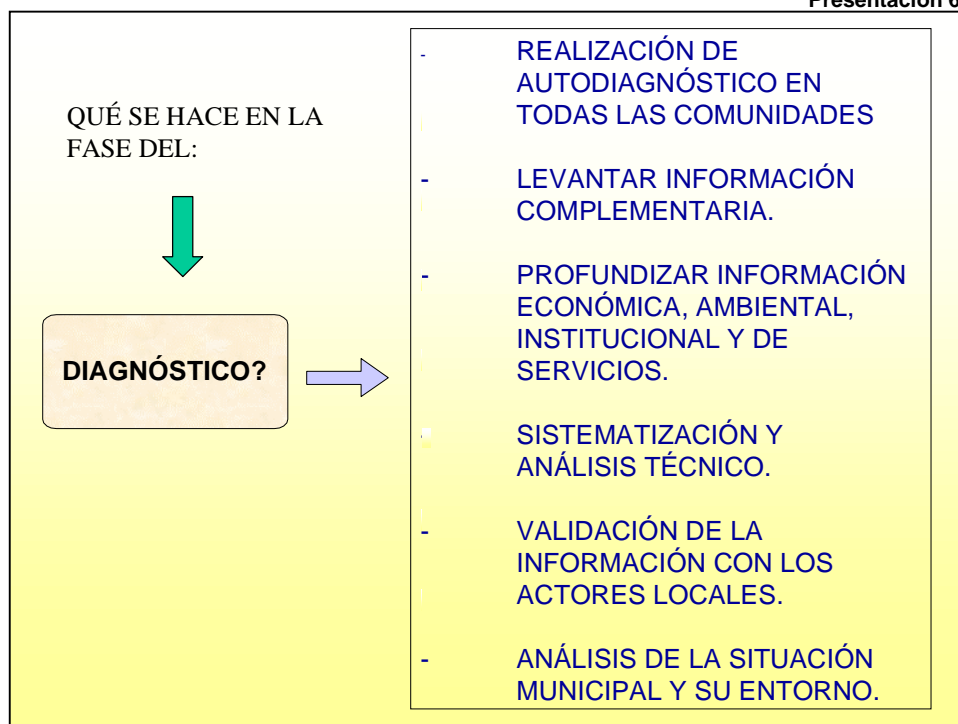 Presentación 6
QUÉ SE HACE EN LA
FASE DEL:
DIAGNÓSTICO?
- REALIZACIÓN DE
AUTODIAGNÓSTICO EN
TODAS LAS COMUNIDADES
- LEVANTAR INFORMACIÓN
COMPLEMENTARIA.
- PROFUNDIZAR INFORMACIÓN
ECONÓMICA, AMBIENTAL,
INSTITUCIONAL Y DE
SERVICIOS.
SISTEMATIZACIÓN Y
ANÁLISIS TÉCNICO.
- VALIDACIÓN DE LA
INFORMACIÓN CON LOS
ACTORES LOCALES.
- ANÁLISIS DE LA SITUACIÓN
MUNICIPAL Y SU ENTORNO.